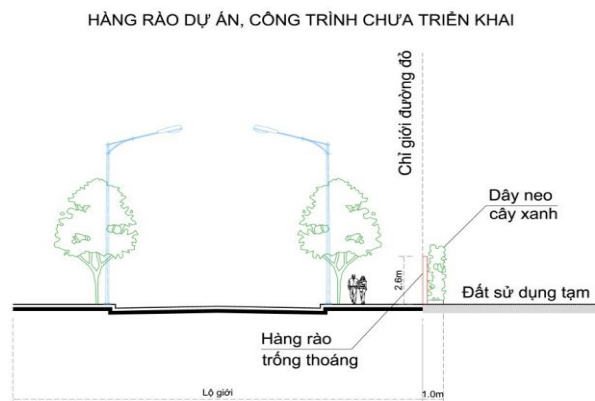 HÀNG RÀO DỰ ÁN, CÔNG TRÌNH CHƯA TRIỂN KHAI
Chỉ giới đường đỏ
Dây neo
cây xanh
2.6m
Đất sử dụng tạm
Hàng rào
trống thoáng
Lộ giới
1.0m